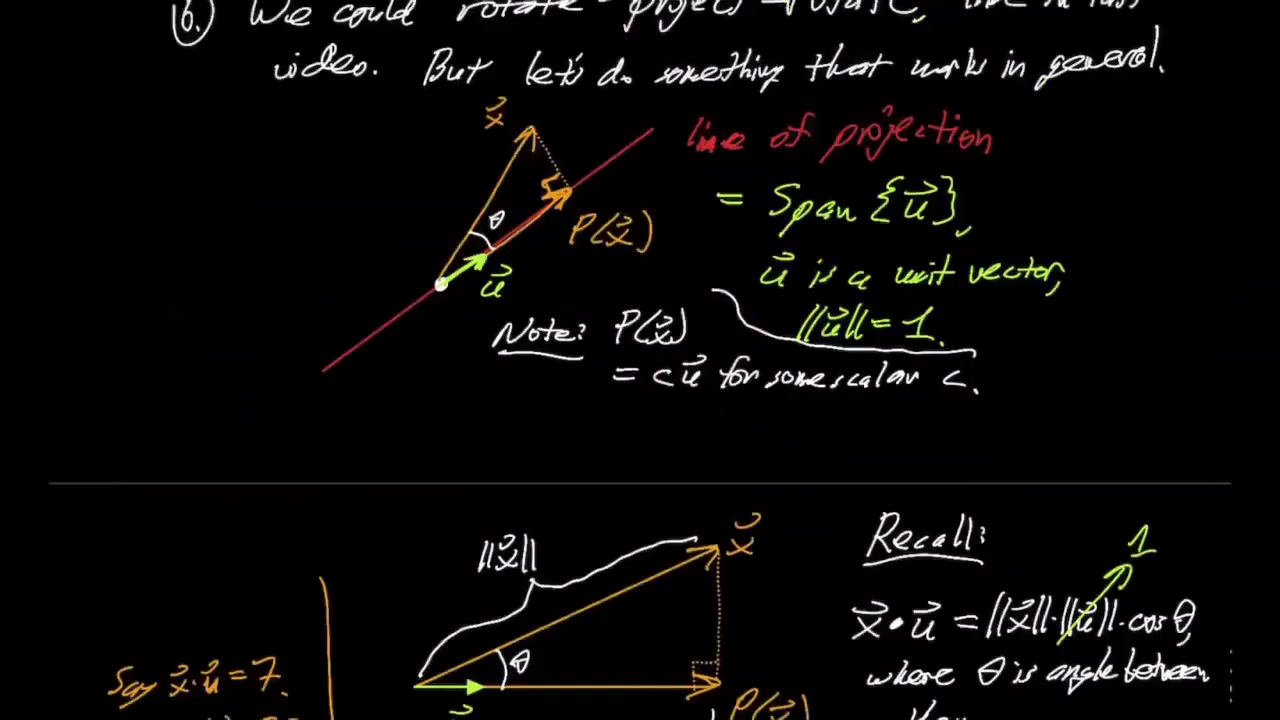 6. We could rotate-project-rotate, like in last
video. But let's do something that works in general.
x⃗
line of projection
θ
= Span {u⃗},
P(x⃗)
u⃗
u⃗ is a unit vector,
||u⃗|| = 1.
Note: P(x⃗)
= c u⃗ for some scalar c.
||x⃗||
x⃗
Recall:
1
x⃗ • u⃗ = ||x⃗||·||u⃗||·cos θ,
θ
where θ is angle between
Say x⃗·u⃗ = 7.
P(x⃗)